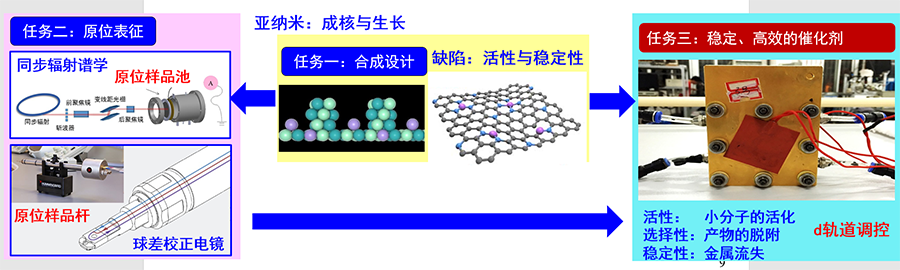 任务二：原位表征
同步辐射谱学
原位样品池
A
同步辐射
前聚焦镜
斩波器
变线距光栅
后聚焦镜
原位样品杆
球差校正电镜
亚纳米：成核与生长
任务一：合成设计
缺陷：活性与稳定性
任务三：稳定、高效的催化剂
活性： 小分子的活化
选择性：产物的脱附
稳定性：金属流失
d轨道调控
9